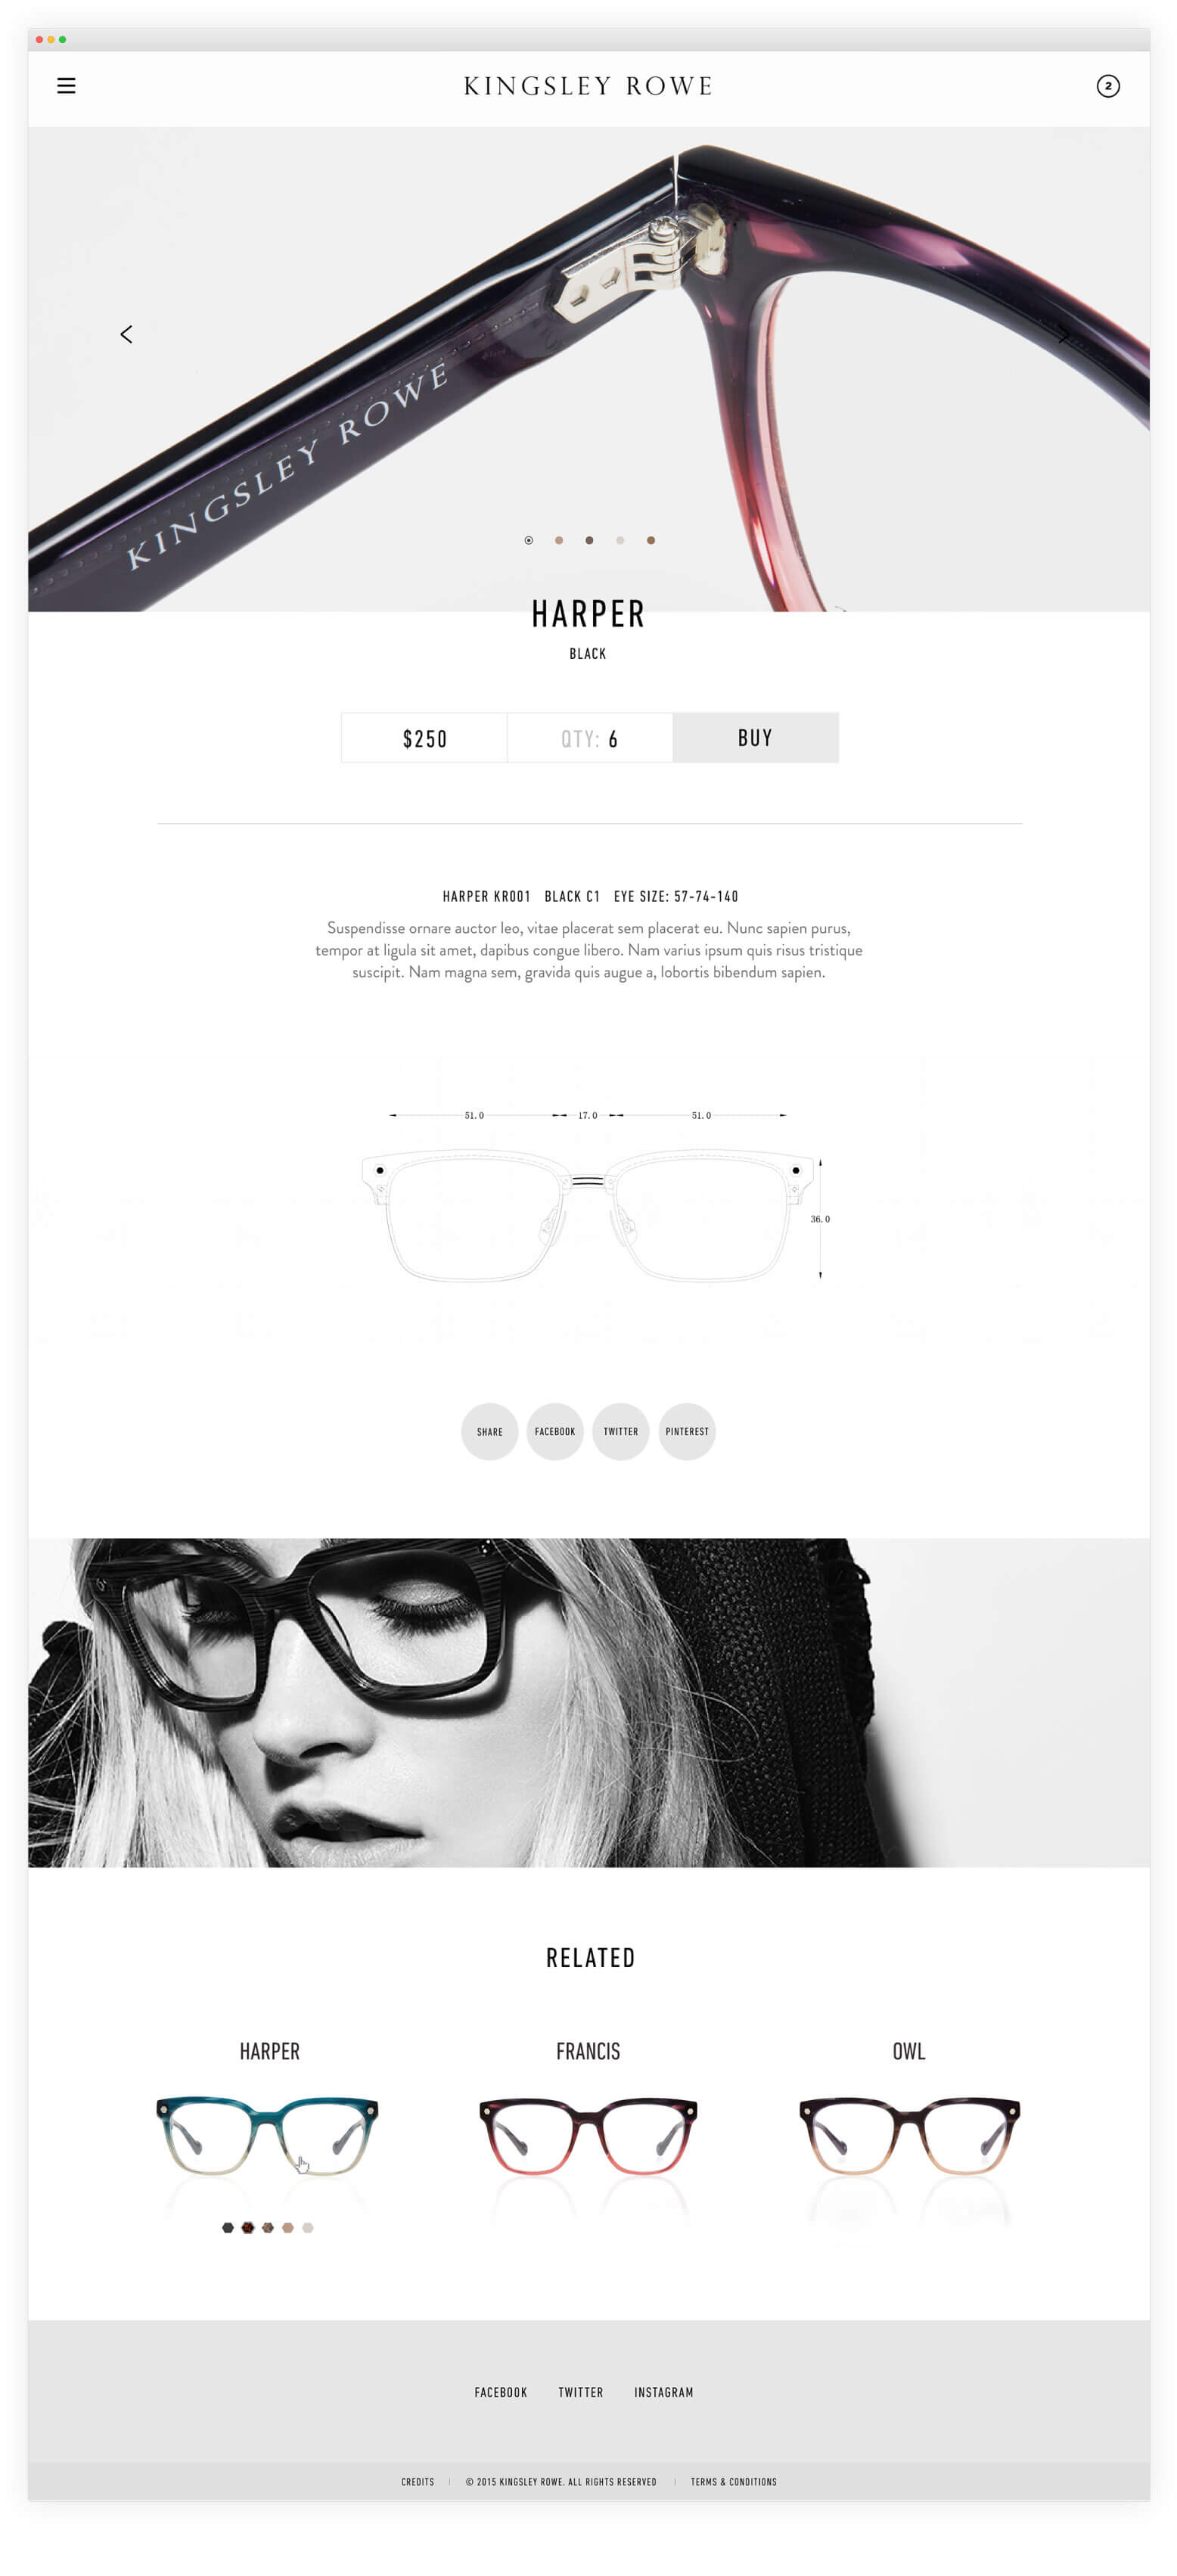 KINGSLEY ROWE
2
KINGSLEY ROWE
HARPER
BLACK
$250 QTY: 6 BUY
HARPER KR001 BLACK C1 EYE SIZE: 57-74-140
Suspendisse ornare auctor leo, vitae placerat sem placerat eu. Nunc sapien purus,
tempor at ligula sit amet, dapibus congue libero. Nam varius ipsum quis risus tristique
suscipit. Nam magna sem, gravida quis augue a, lobortis bibendum sapien.
51.0 17.0 51.0
36.0
SHARE FACEBOOK TWITTER PINTEREST
RELATED
HARPER FRANCIS OWL
FACEBOOK TWITTER INSTAGRAM
CREDITS | © 2015 KINGSLEY ROWE. ALL RIGHTS RESERVED | TERMS & CONDITIONS